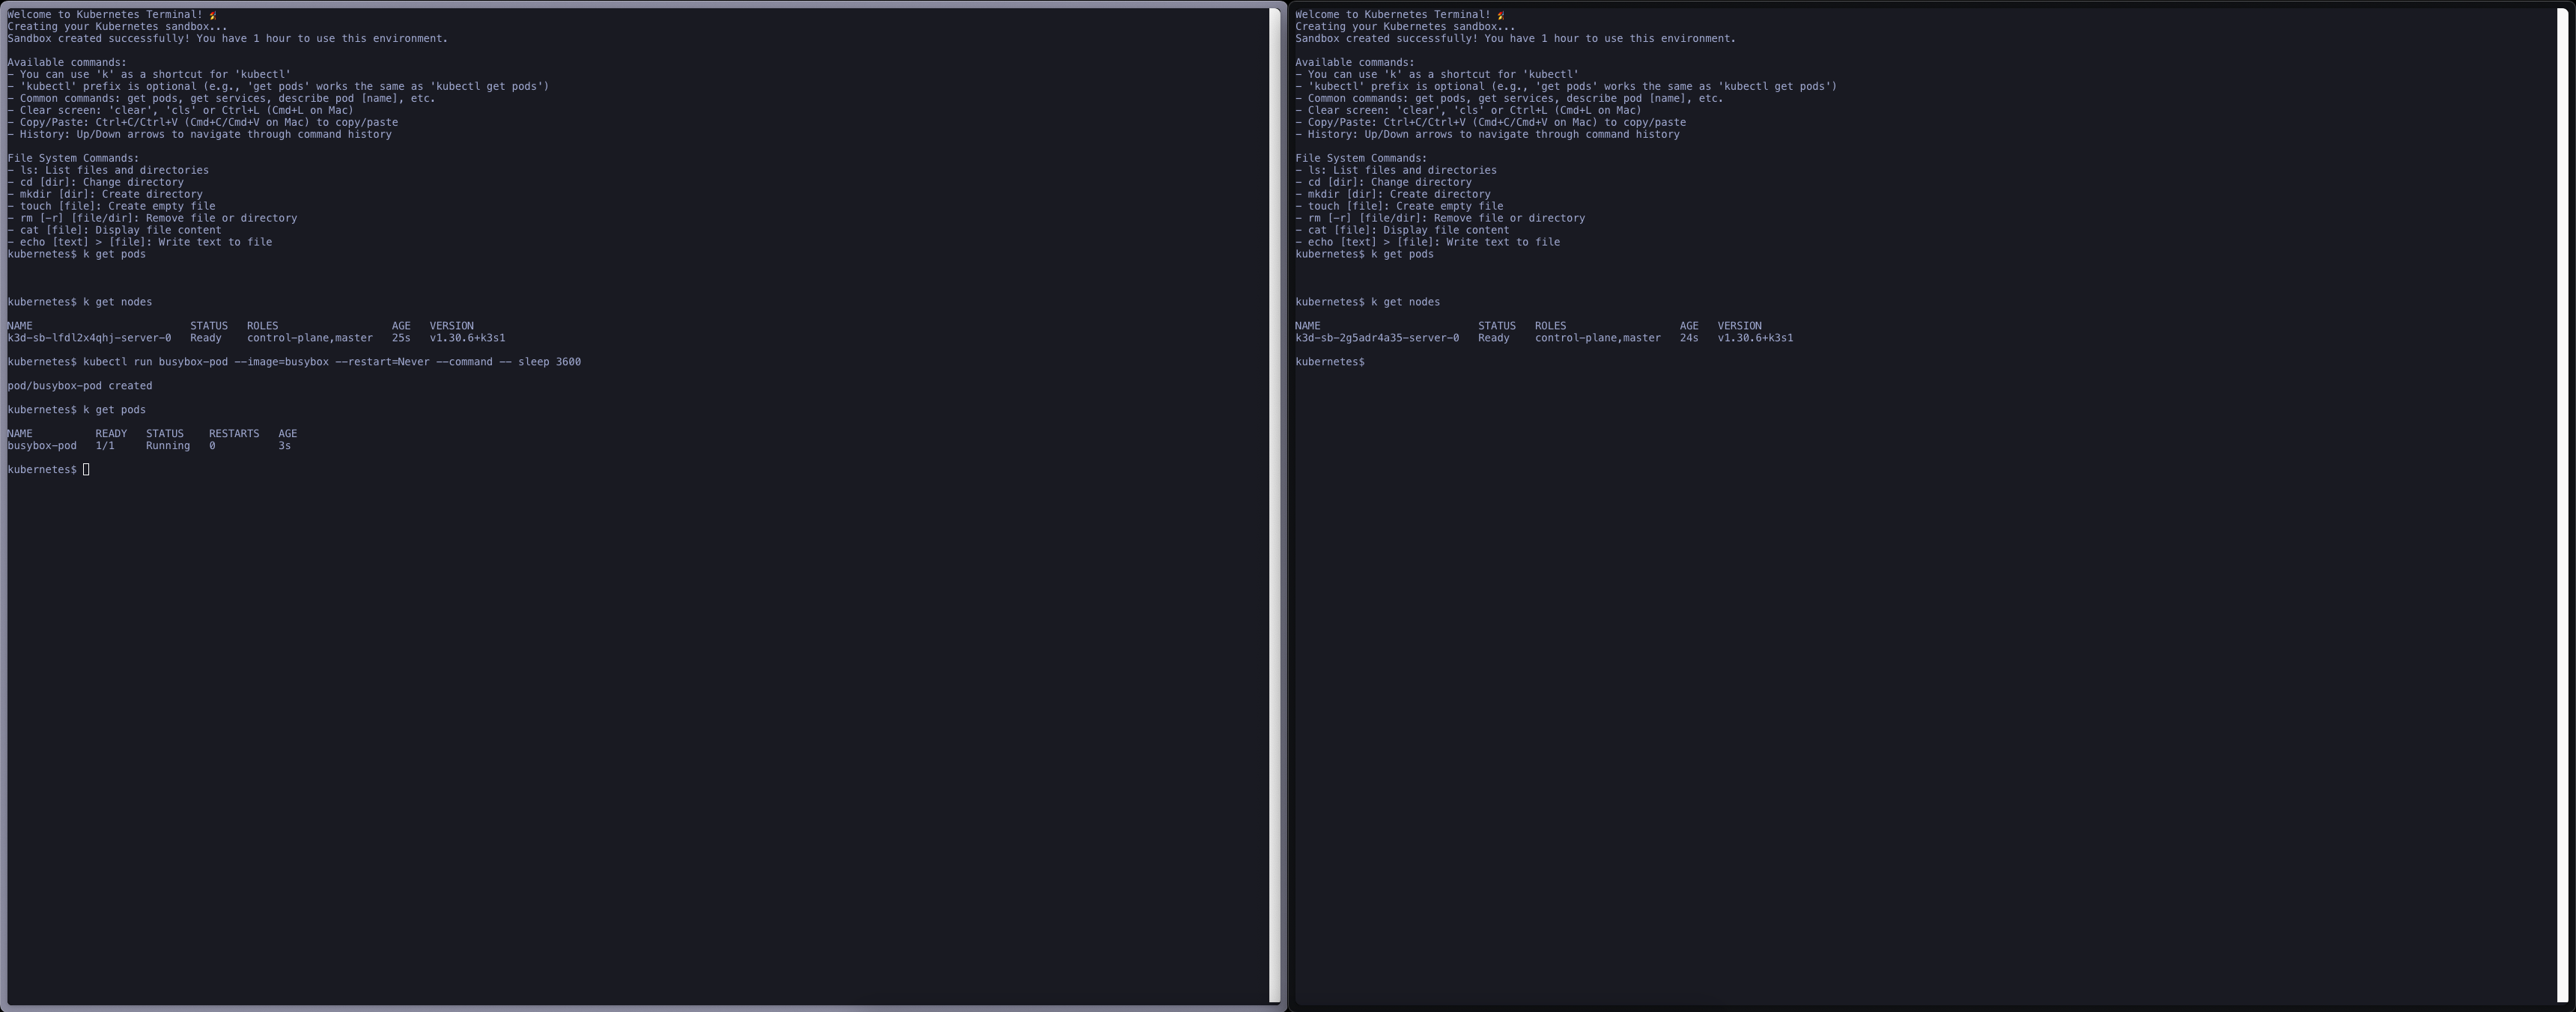 Welcome to Kubernetes Terminal! 🚀
Creating your Kubernetes sandbox...
Sandbox created successfully! You have 1 hour to use this environment.
Available commands:
- You can use 'k' as a shortcut for 'kubectl'
- 'kubectl' prefix is optional (e.g., 'get pods' works the same as 'kubectl get pods')
- Common commands: get pods, get services, describe pod [name], etc.
- Clear screen: 'clear', 'cls' or Ctrl+L (Cmd+L on Mac)
- Copy/Paste: Ctrl+C/Ctrl+V (Cmd+C/Cmd+V on Mac) to copy/paste
- History: Up/Down arrows to navigate through command history
File System Commands:
- ls: List files and directories
- cd [dir]: Change directory
- mkdir [dir]: Create directory
- touch [file]: Create empty file
- rm [-r] [file/dir]: Remove file or directory
- cat [file]: Display file content
- echo [text] > [file]: Write text to file
kubernetes$ k get pods
kubernetes$ k get nodes
NAME                         STATUS   ROLES                  AGE   VERSION
k3d-sb-lfdl2x4qhj-server-0   Ready    control-plane,master   25s   v1.30.6+k3s1
kubernetes$ kubectl run busybox-pod --image=busybox --restart=Never --command -- sleep 3600
pod/busybox-pod created
kubernetes$ k get pods
NAME          READY   STATUS    RESTARTS   AGE
busybox-pod   1/1     Running   0          3s
kubernetes$
Welcome to Kubernetes Terminal! 🚀
Creating your Kubernetes sandbox...
Sandbox created successfully! You have 1 hour to use this environment.
Available commands:
- You can use 'k' as a shortcut for 'kubectl'
- 'kubectl' prefix is optional (e.g., 'get pods' works the same as 'kubectl get pods')
- Common commands: get pods, get services, describe pod [name], etc.
- Clear screen: 'clear', 'cls' or Ctrl+L (Cmd+L on Mac)
- Copy/Paste: Ctrl+C/Ctrl+V (Cmd+C/Cmd+V on Mac) to copy/paste
- History: Up/Down arrows to navigate through command history
File System Commands:
- ls: List files and directories
- cd [dir]: Change directory
- mkdir [dir]: Create directory
- touch [file]: Create empty file
- rm [-r] [file/dir]: Remove file or directory
- cat [file]: Display file content
- echo [text] > [file]: Write text to file
kubernetes$ k get pods
kubernetes$ k get nodes
NAME                         STATUS   ROLES                  AGE   VERSION
k3d-sb-2g5adr4a35-server-0   Ready    control-plane,master   24s   v1.30.6+k3s1
kubernetes$